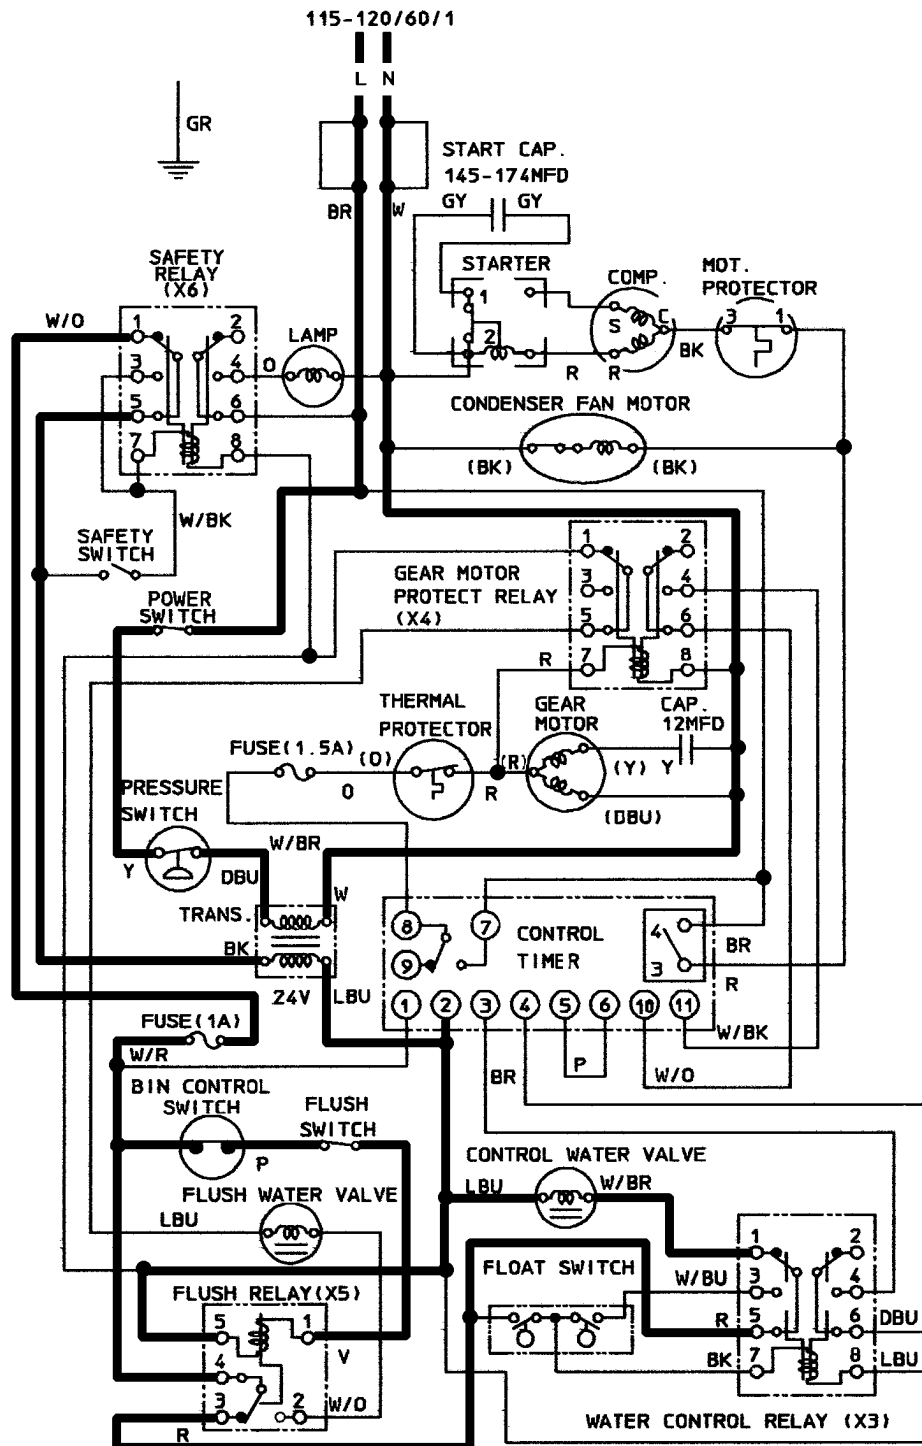 115-120/60/1
L N
GR
START CAP.
145-174MFD
GY GY
BR W
SAFETY
RELAY
(X6)
STARTER
COMP.
MOT.
PROTECTOR
W/O
1 2
LAMP
1
S C
3 1
3 4
O
2
BK
R R
5 6
CONDENSER FAN MOTOR
7 8
(BK) (BK)
W/BK
SAFETY
SWITCH
1 2
GEAR MOTOR
PROTECT RELAY
(X4)
3 4
POWER
SWITCH
5 6
R
7 8
THERMAL
PROTECTOR
GEAR
MOTOR
CAP.
12MFD
FUSE(1.5A)
(O)
(R)
(Y) Y
O
R
PRESSURE
SWITCH
(DBU)
W/BR
Y
DBU
W
TRANS.
8 7
CONTROL
TIMER
4
BR
BK
9
3
24V
LBU
R
1 2 3 4 5 6 10 11
FUSE(1A)
W/BK
W/R
P
BR
W/O
BIN CONTROL
SWITCH
FLUSH
SWITCH
P
CONTROL WATER VALVE
LBU
W/BR
FLUSH WATER VALVE
LBU
1 2
FLOAT SWITCH
W/BU
3 4
FLUSH RELAY(X5)
5 1
R
5 6
DBU
V
4
BK
7 8
LBU
3 2
W/O
R
WATER CONTROL RELAY (X3)